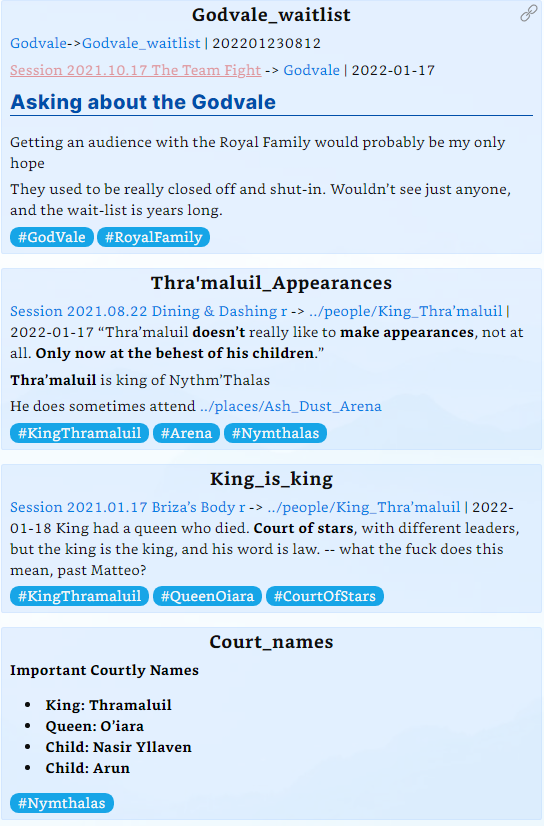 Godvale_waitlist
Godvale->Godvale_waitlist | 202201230812
Session 2021.10.17 The Team Fight -> Godvale | 2022-01-17
Asking about the Godvale
Getting an audience with the Royal Family would probably be my only
hope
They used to be really closed off and shut-in. Wouldn’t see just anyone,
and the wait-list is years long.
#GodVale #RoyalFamily
Thra'maluil_Appearances
Session 2021.08.22 Dining & Dashing r -> ../people/King_Thra’maluil |
2022-01-17 “Thra’maluil doesn’t really like to make appearances, not at
all. Only now at the behest of his children.”
Thra’maluil is king of Nythm’Thalas
He does sometimes attend ../places/Ash_Dust_Arena
#KingThramaluil #Arena #Nymthalas
King_is_king
Session 2021.01.17 Briza’s Body r -> ../people/King_Thra’maluil | 2022-
01-18 King had a queen who died. Court of stars, with different leaders,
but the king is the king, and his word is law. -- what the fuck does this
mean, past Matteo?
#KingThramaluil #QueenOiara #CourtOfStars
Court_names
Important Courtly Names
• King: Thramaluil
• Queen: O’iara
• Child: Nasir Yllaven
• Child: Arun
#Nymthalas